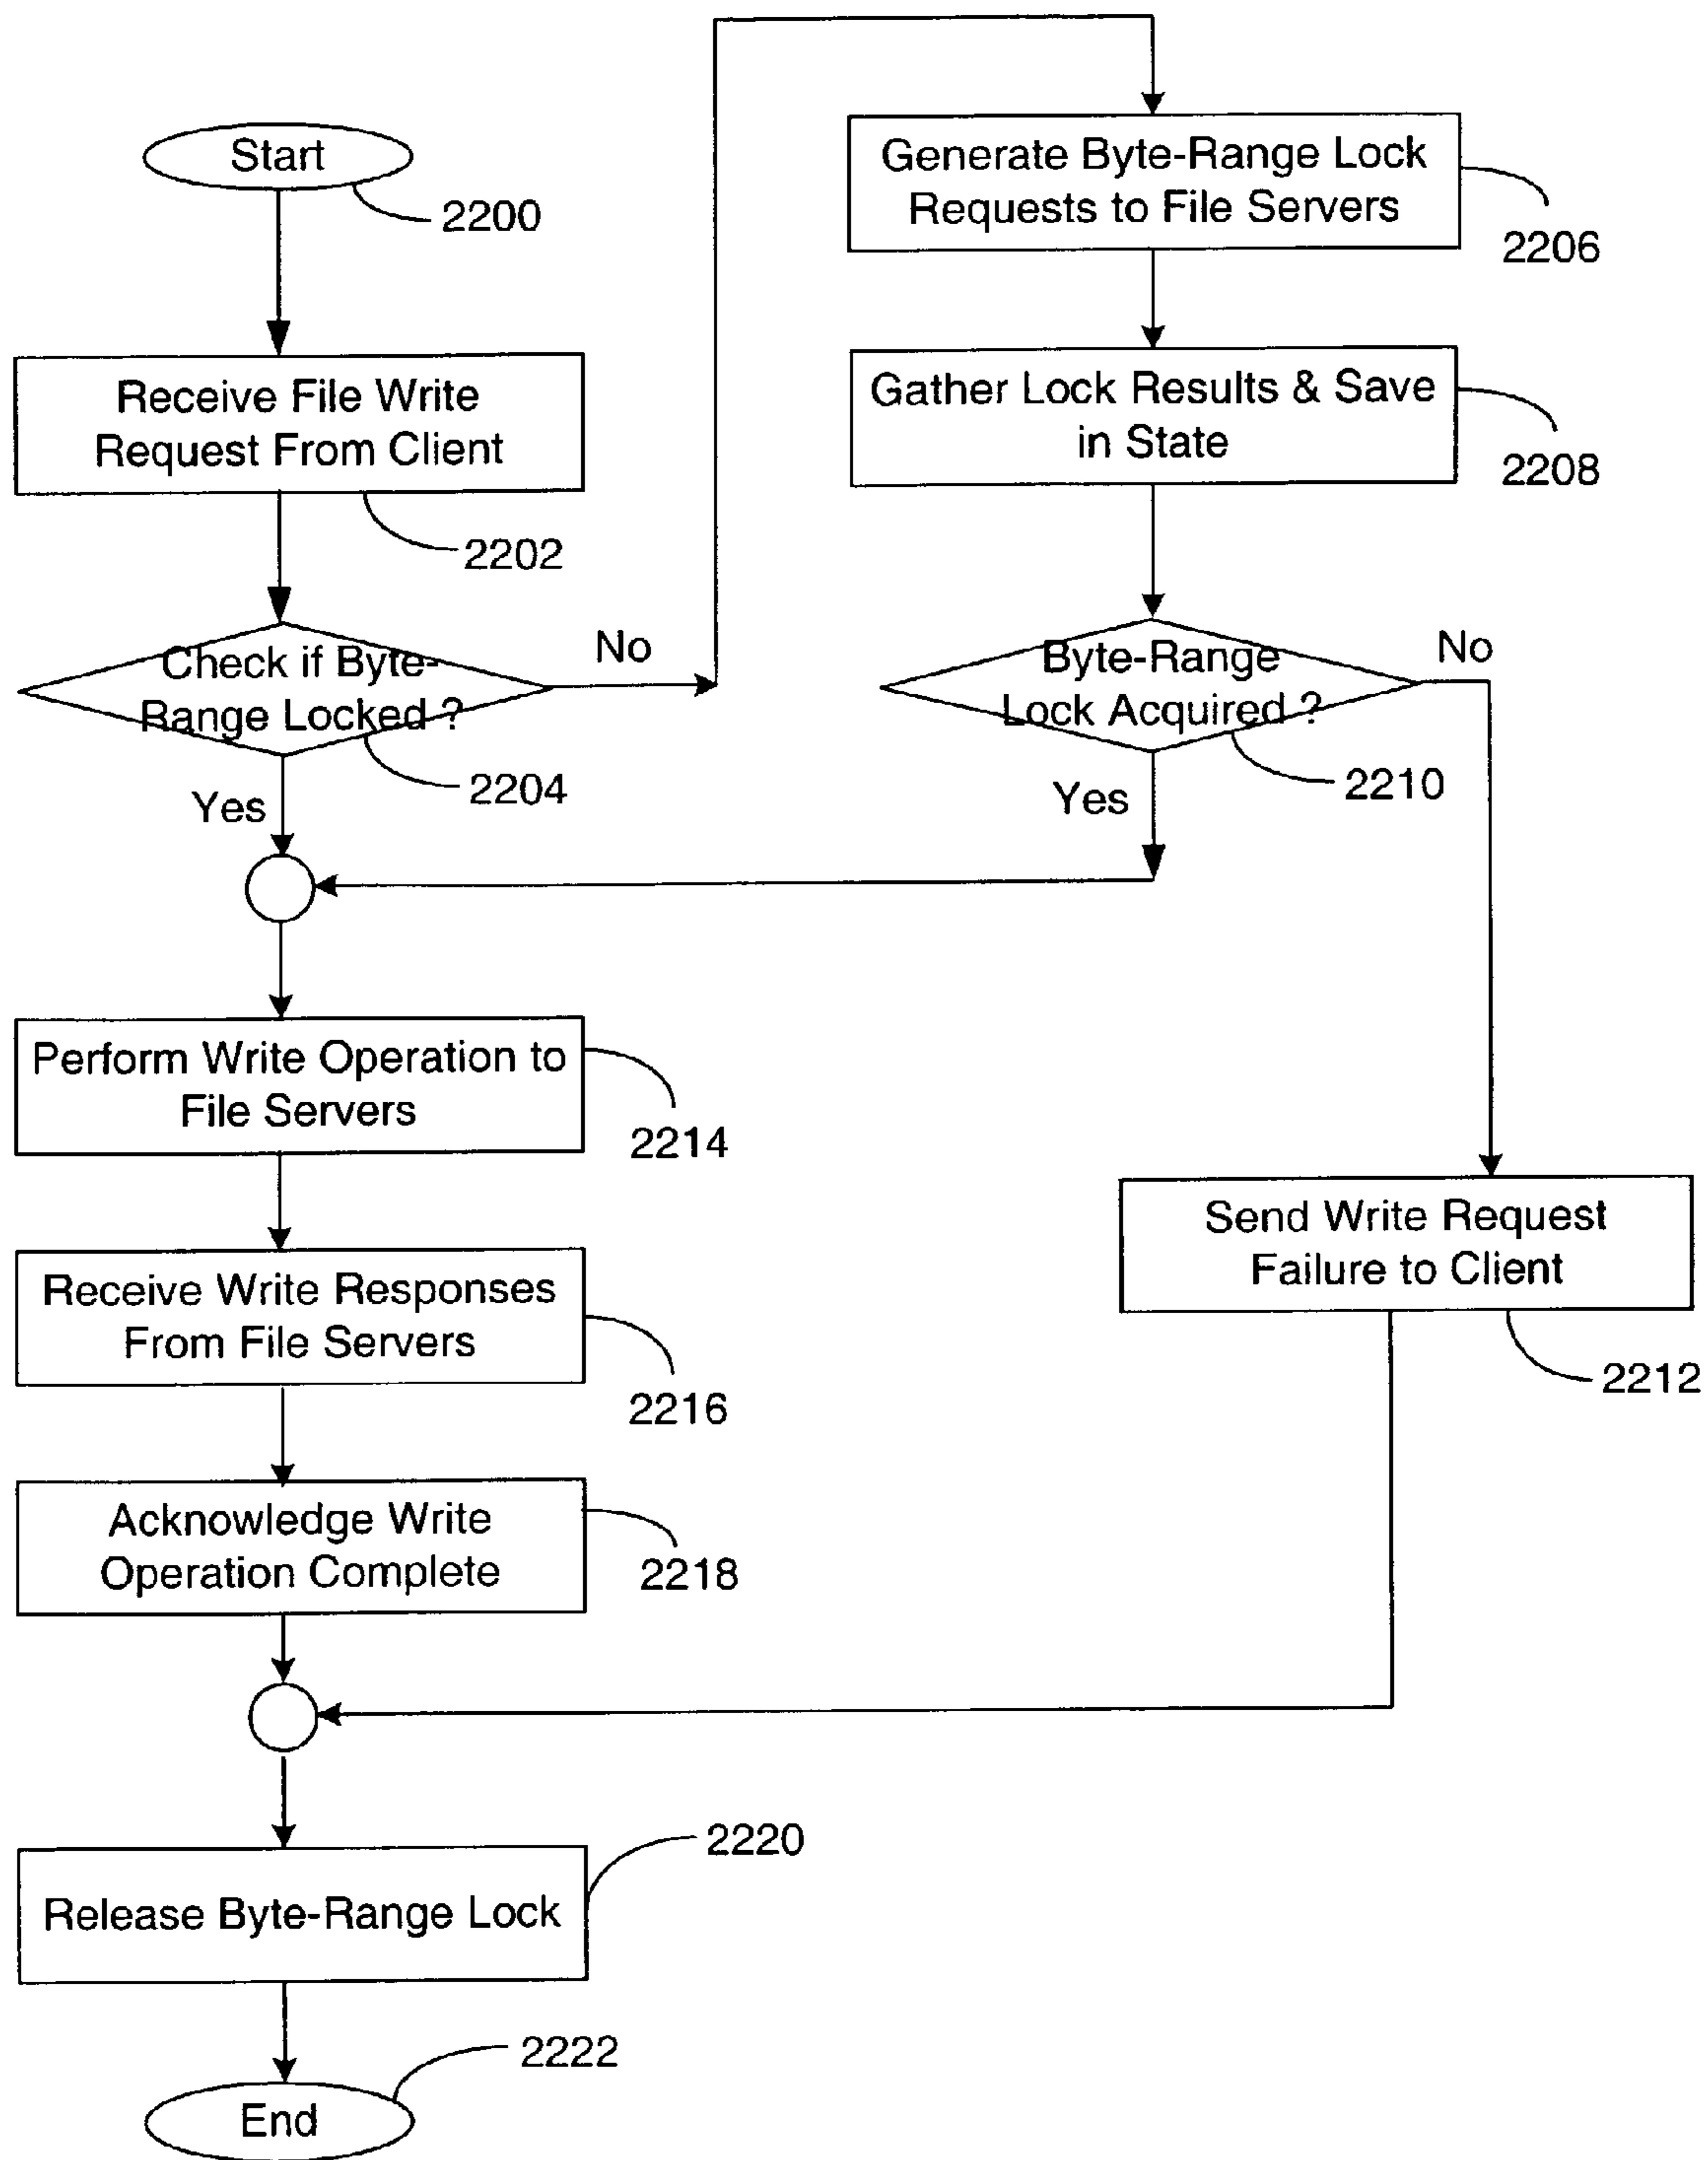 Start
2200
Receive File Write
Request From Client
2202
Check if Byte-
Range Locked ?
No
2204
Yes
Generate Byte-Range Lock
Requests to File Servers
2206
Gather Lock Results & Save
in State
2208
Byte-Range
Lock Acquired ?
No
2210
Yes
Send Write Request
Failure to Client
2212
Perform Write Operation to
File Servers
2214
Receive Write Responses
From File Servers
2216
Acknowledge Write
Operation Complete
2218
2220
Release Byte-Range Lock
2222
End